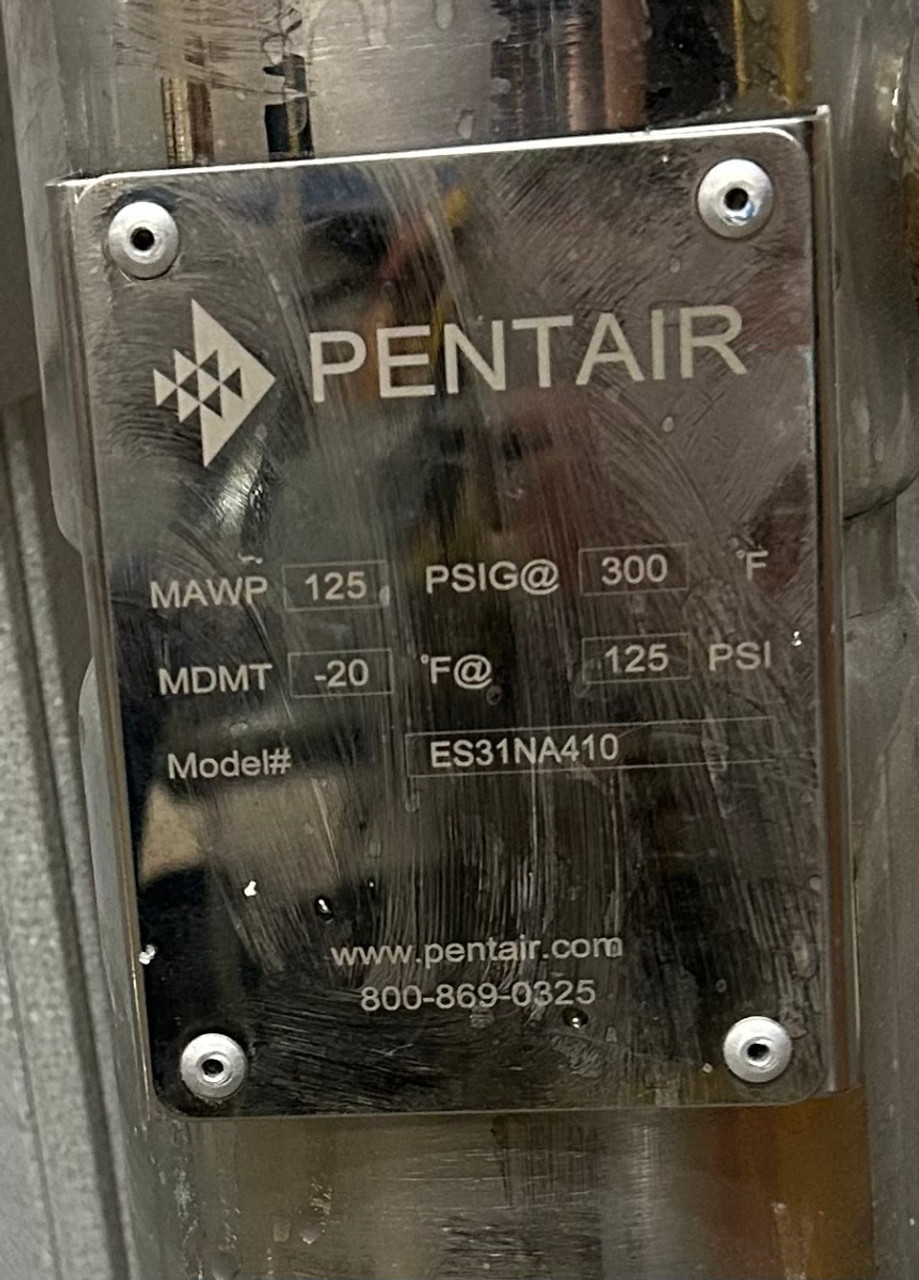 PENTAIR
MAWP 125 PSIG@ 300 °F
MDMT -20 °F@ 125 PSI
Model# ES31NA410
www.pentair.com
800-869-0325